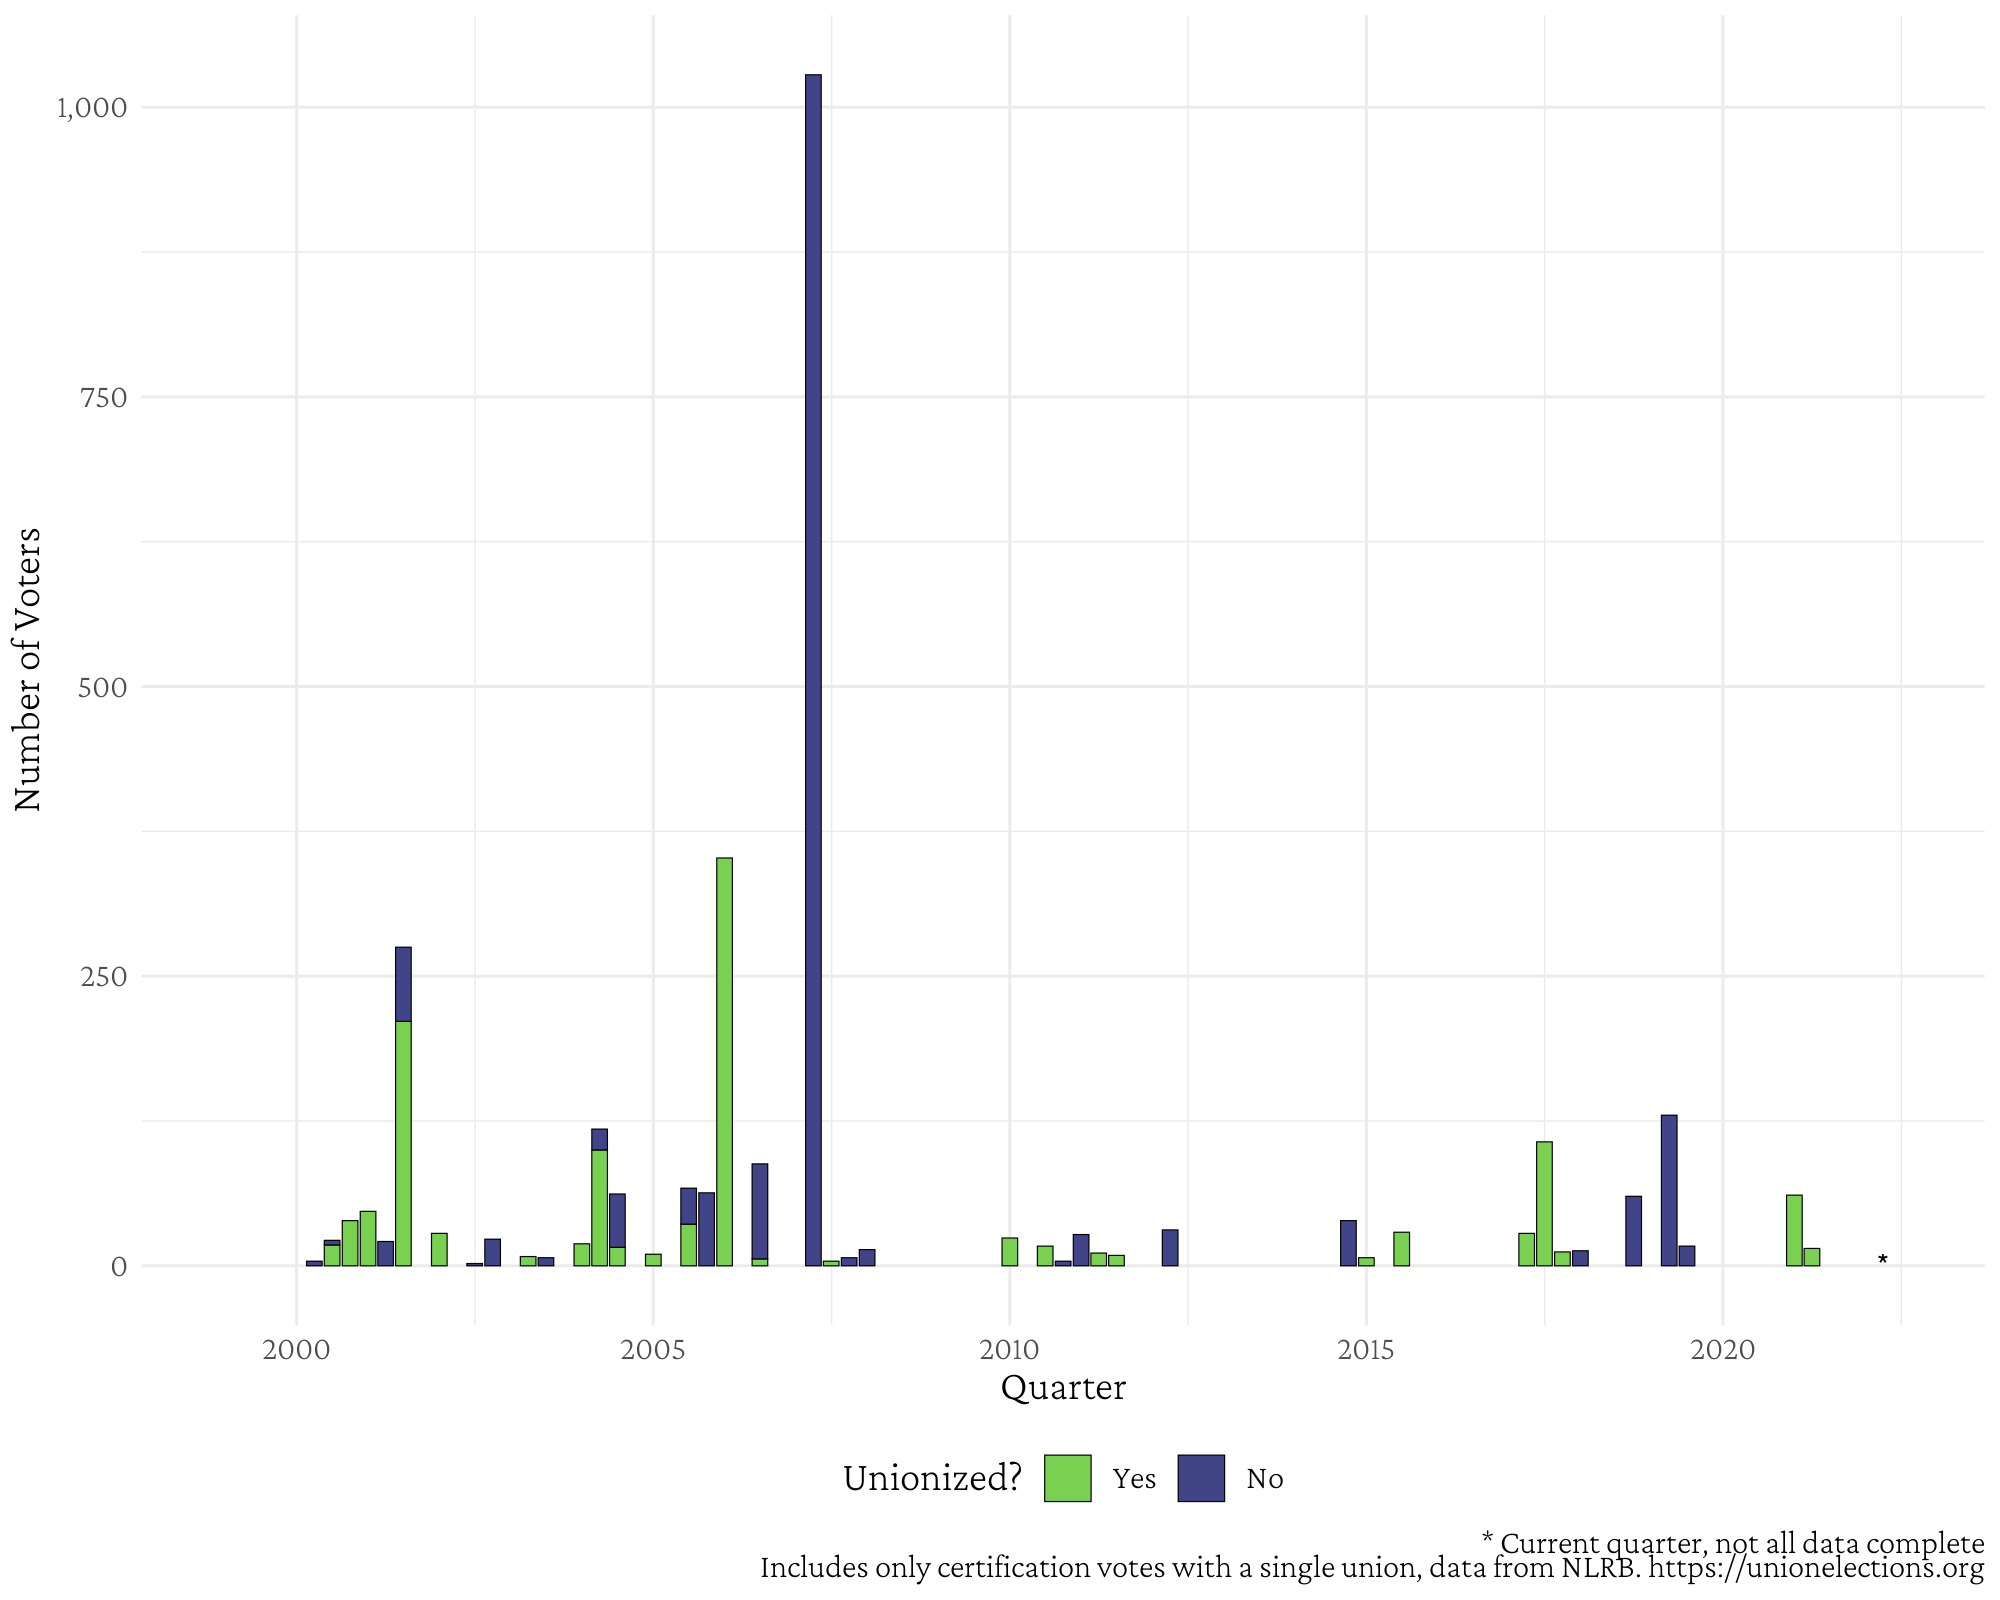 1,000
750
500
250
0
Number of Voters
*
2000 2005 2010 2015 2020
Quarter
Unionized? Yes No
* Current quarter, not all data complete
Includes only certification votes with a single union, data from NLRB. https://unionelections.org